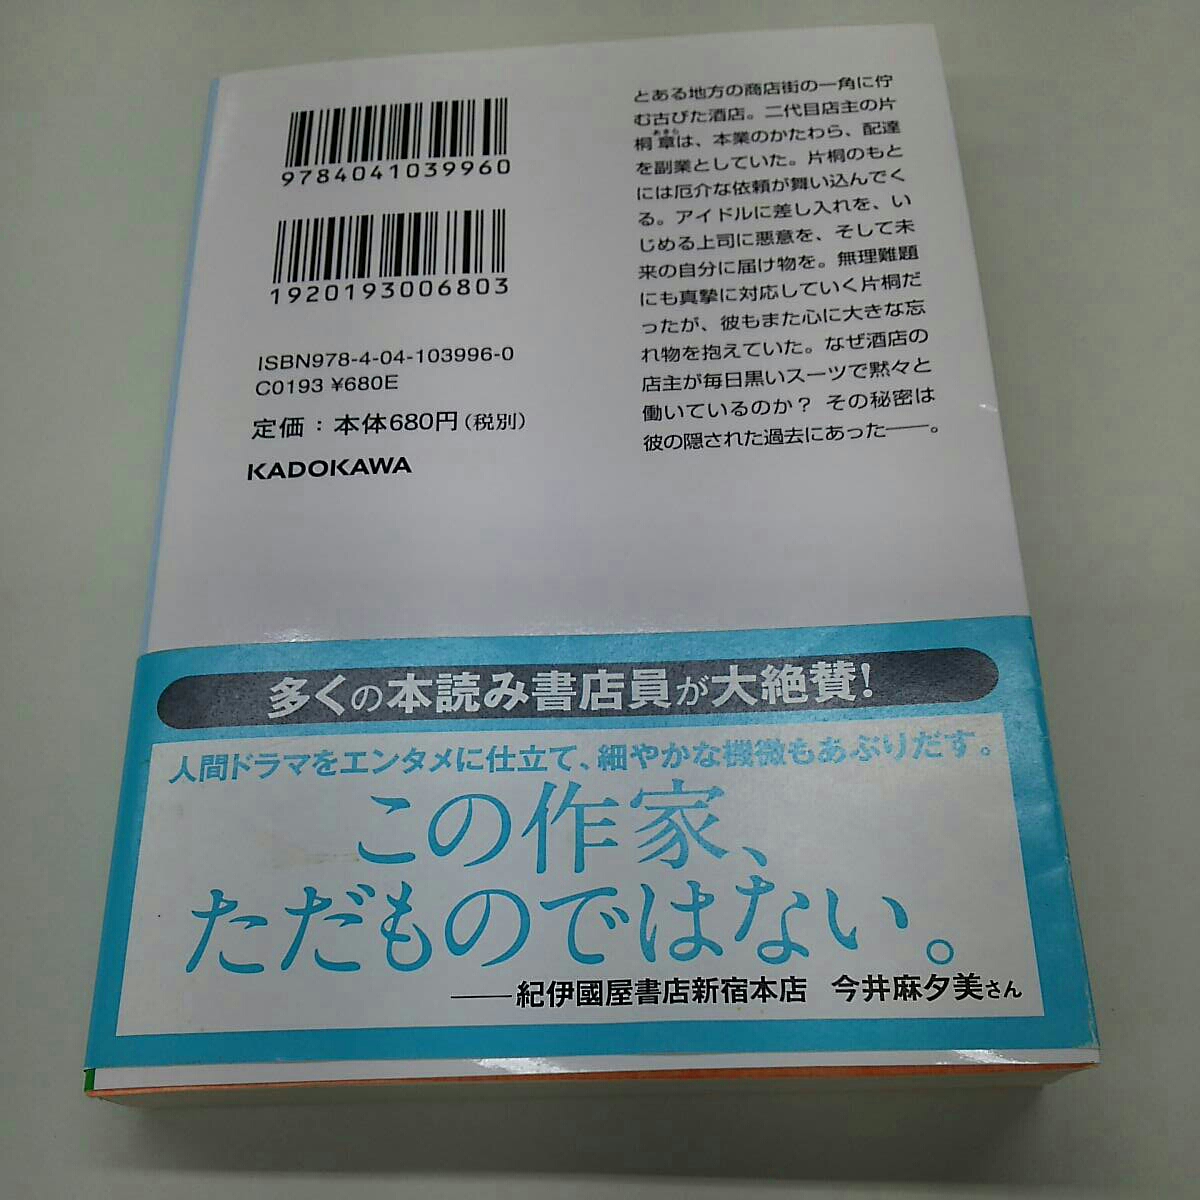 9784041039960
1920193006803
ISBN978-4-04-103996-0
C0193 ¥680E
定価：本体680円（税別）
KADOKAWA
とある地方の商店街の一角に佇
む古びた酒店。二代目店主の片
桐章は、本業のかたわら、配達
あきら
を副業としていた。片桐のもと
には厄介な依頼が舞い込んでく
る。アイドルに差し入れを、い
じめる上司に悪意を、そして未
来の自分に届け物を。無理難題
にも真摯に対応していく片桐だ
ったが、彼もまた心に大きな忘
れ物を抱えていた。なぜ酒店の
店主が毎日黒いスーツで黙々と
働いているのか？ その秘密は
彼の隠された過去にあった――。
多くの本読み書店員が大絶賛！
人間ドラマをエンタメに仕立て、細やかな機微もあぶりだす。
この作家、
ただものではない。
――紀伊國屋書店新宿本店 今井麻夕美さん